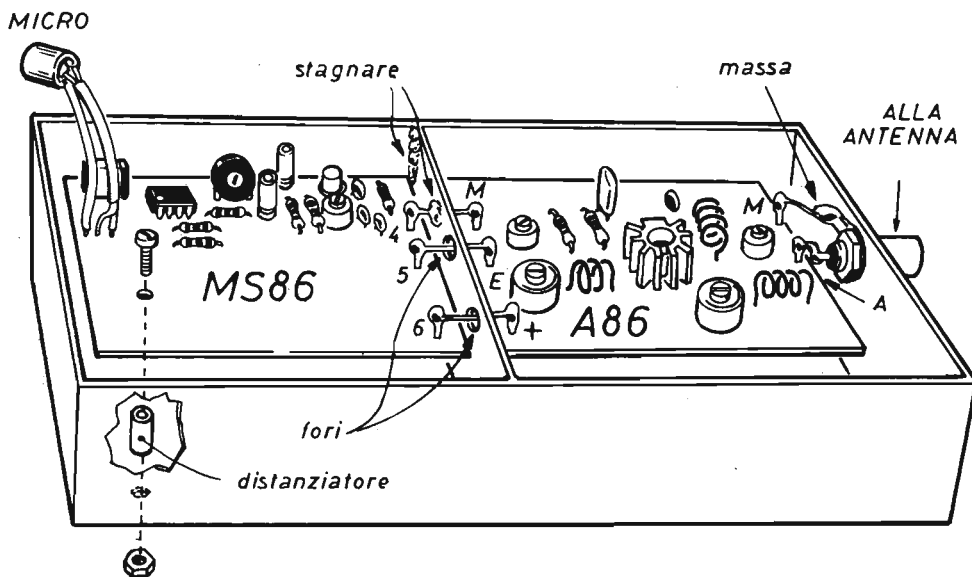 MICRO
stagnare
massa
ALLA
ANTENNA
M
M
4
5
E
A
MS86
6
+
A86
fori
distanziatore